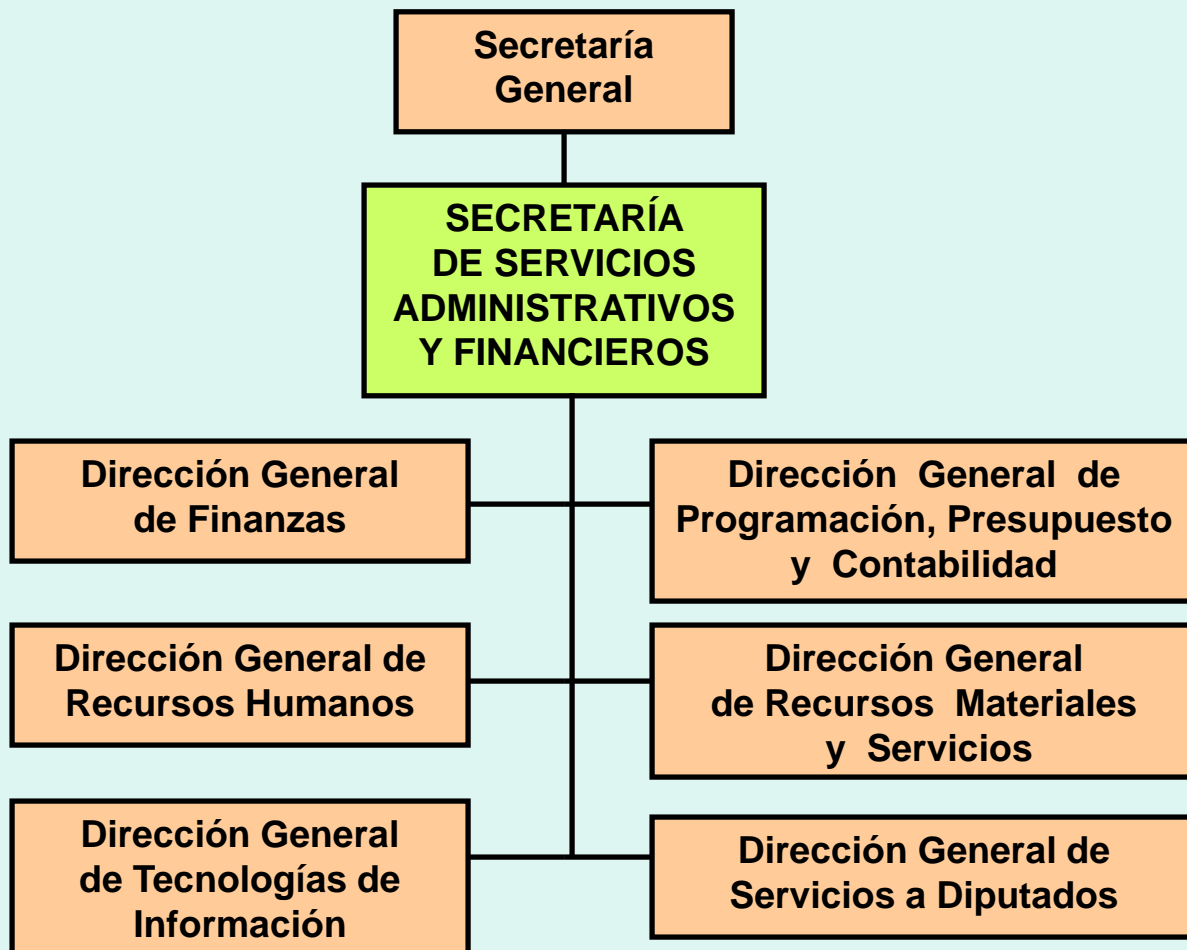 Secretaría
General
SECRETARÍA
DE SERVICIOS
ADMINISTRATIVOS
Y FINANCIEROS
Dirección General
de Finanzas
Dirección General de
Programación, Presupuesto
y Contabilidad
Dirección General de
Recursos Humanos
Dirección General
de Recursos Materiales
y Servicios
Dirección General
de Tecnologías de
Información
Dirección General de
Servicios a Diputados